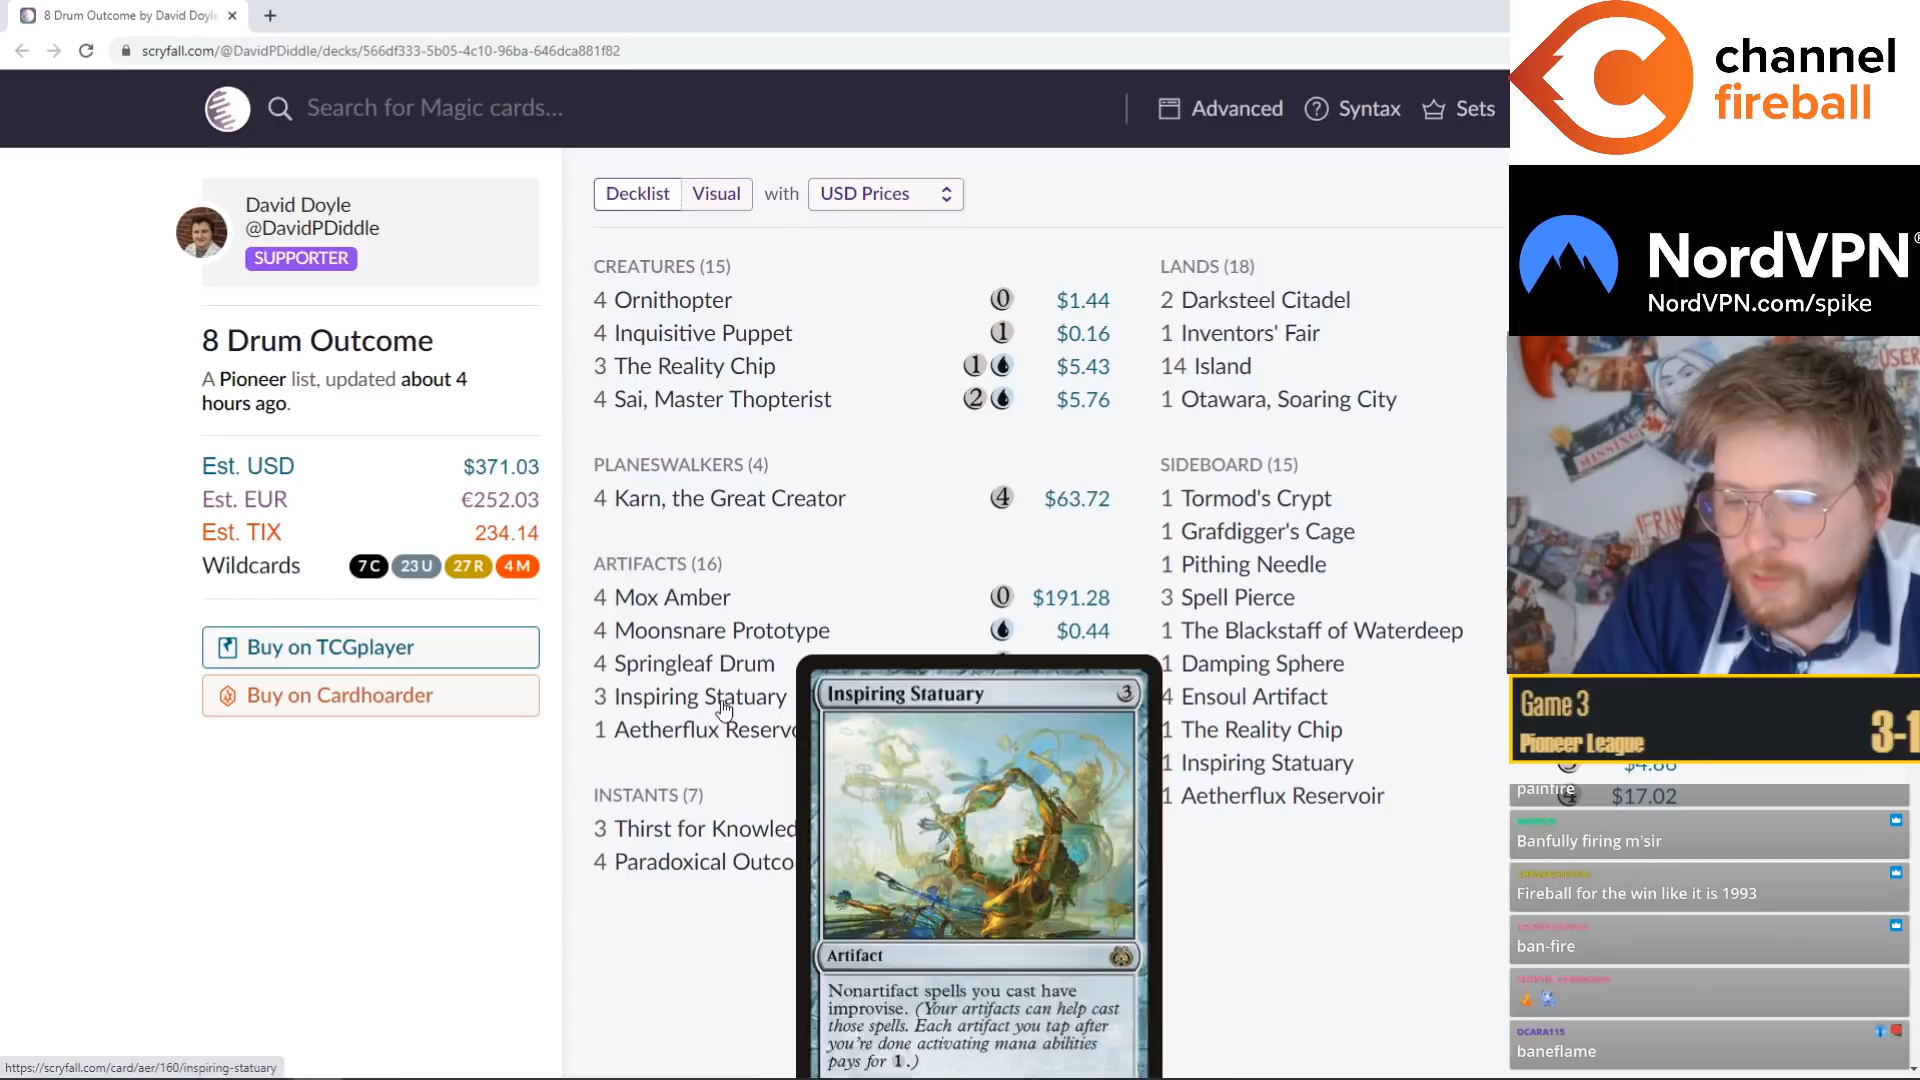 8 Drum Outcome by David Doyle
scryfall.com/@DavidPDiddle/decks/566df333-5b05-4c10-96ba-646dca881f82
Search for Magic cards...
Advanced
Syntax
Sets
David Doyle
@DavidPDiddle
SUPPORTER
8 Drum Outcome
A Pioneer list, updated about 4
hours ago.
Est. USD $371.03
Est. EUR €252.03
Est. TIX 234.14
Wildcards 7 C 23 U 27 R 4 M
Buy on TCGplayer
Buy on Cardhoarder
Decklist Visual with USD Prices
CREATURES (15)
4 Ornithopter 0 $1.44
4 Inquisitive Puppet 1 $0.16
3 The Reality Chip 1 $5.43
4 Sai, Master Thopterist 2 $5.76
PLANESWALKERS (4)
4 Karn, the Great Creator 4 $63.72
ARTIFACTS (16)
4 Mox Amber 0 $191.28
4 Moonsnare Prototype $0.44
4 Springleaf Drum
3 Inspiring Statuary
1 Aetherflux Reservo
INSTANTS (7)
3 Thirst for Knowled
4 Paradoxical Outco
LANDS (18)
2 Darksteel Citadel
1 Inventors' Fair
14 Island
1 Otawara, Soaring City
SIDEBOARD (15)
1 Tormod's Crypt
1 Grafdigger's Cage
1 Pithing Needle
3 Spell Pierce
1 The Blackstaff of Waterdeep
1 Damping Sphere
4 Ensoul Artifact
1 The Reality Chip
1 Inspiring Statuary
1 Aetherflux Reservoir
Inspiring Statuary 3
Artifact
Nonartifact spells you cast have
improvise. (Your artifacts can help cast
those spells. Each artifact you tap after
you're done activating mana abilities
pays for 1.)
https://scryfall.com/card/aer/160/inspiring-statuary
channel
fireball
NordVPN®
NordVPN.com/spike
MISSING
USER
Game 3
Pioneer League
3-1
$4.86
painfire
4 $17.02
Banfully firing m'sir
Fireball for the win like it is 1993
ban-fire
OCARA115
baneflame